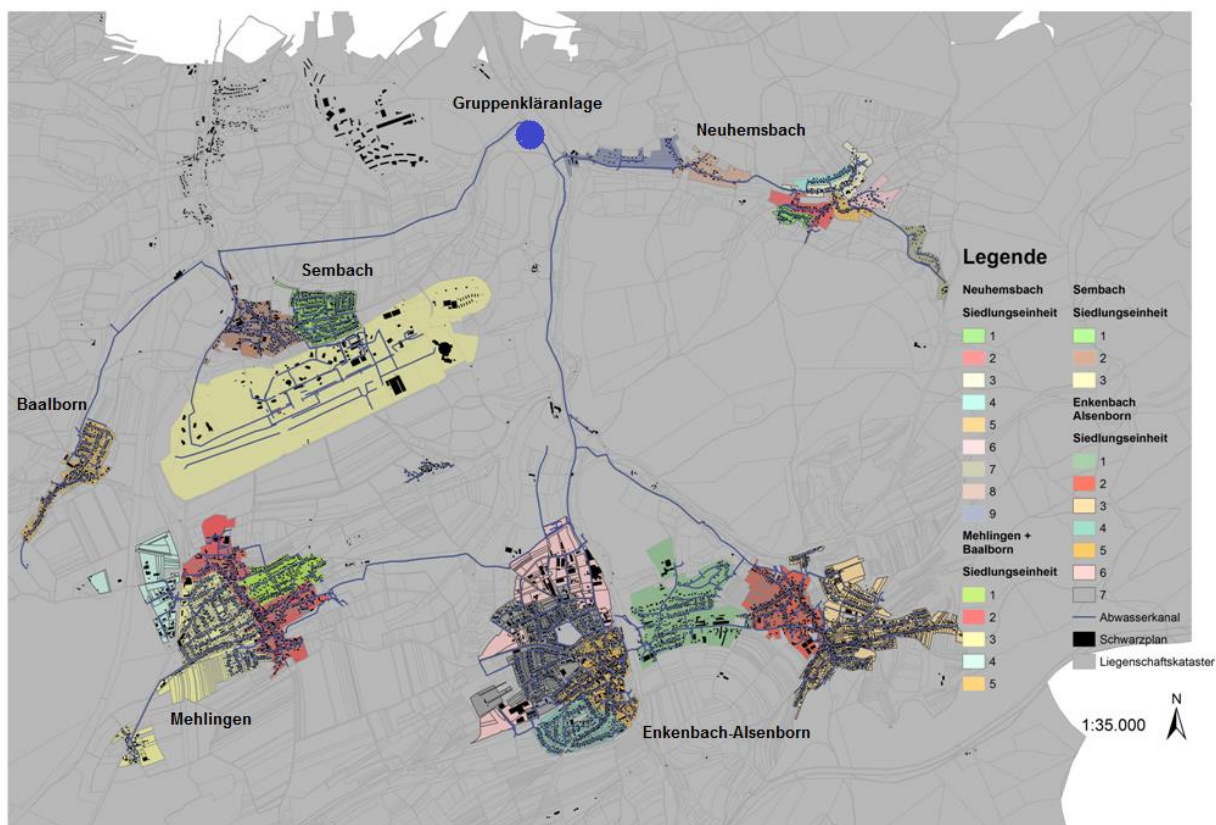 Gruppenkläranlage
Neuhemsbach
Sembach
Baalborn
Mehlingen
Enkenbach-Alsenborn
Legende
Neuhemsbach
Siedlungseinheit
1
2
3
4
5
6
7
8
9
Mehlingen +
Baalborn
Siedlungseinheit
1
2
3
4
5
Sembach
Siedlungseinheit
1
2
3
Enkenbach
Alsenborn
Siedlungseinheit
1
2
3
4
5
6
7
Abwasserkanal
Schwarzplan
Liegenschaftskataster
1:35.000
N